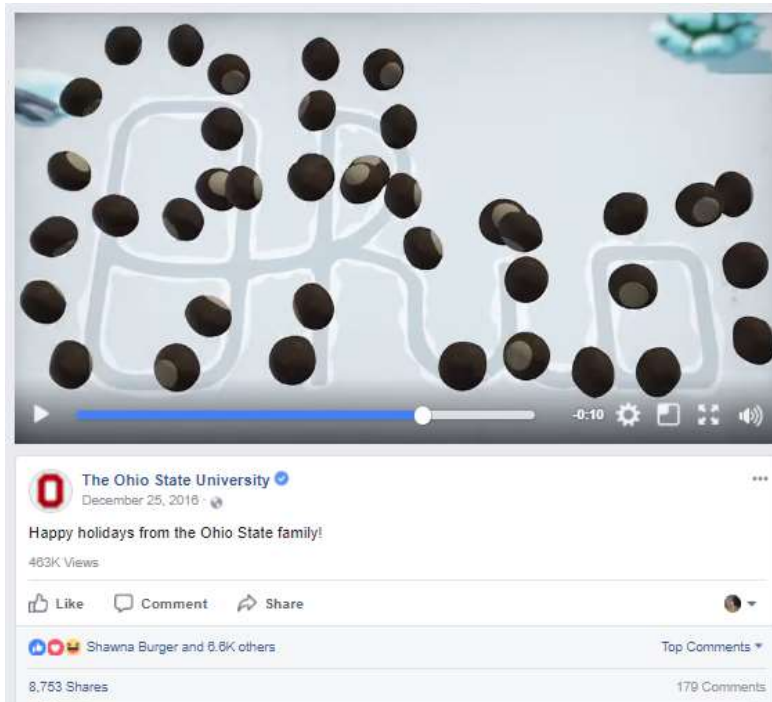 Ohio
-0:10
The Ohio State University
December 25, 2016 ·
Happy holidays from the Ohio State family!
463K Views
Like Comment Share
Shawna Burger and 6.6K others Top Comments
8,753 Shares 179 Comments